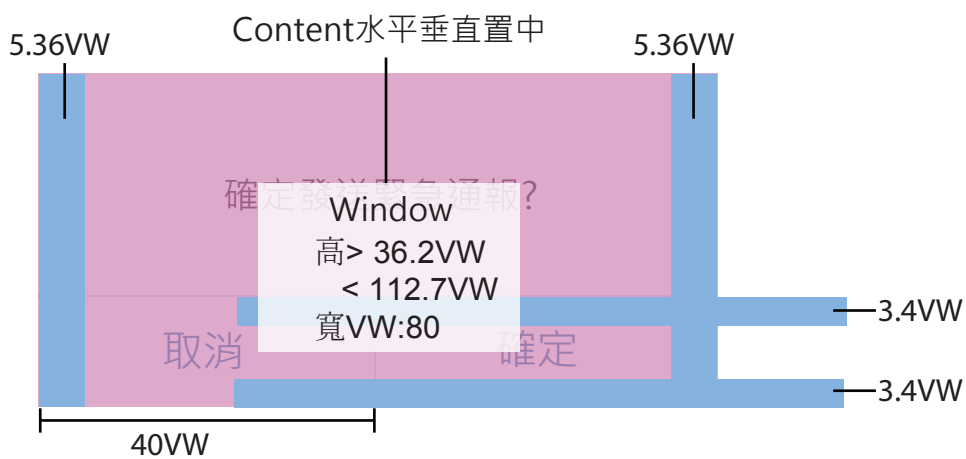 Content水平垂直置中
5.36VW
5.36VW
確定發送緊急通報?
Window
高> 36.2VW
< 112.7VW
寬VW:80
3.4VW
取消
確定
3.4VW
40VW